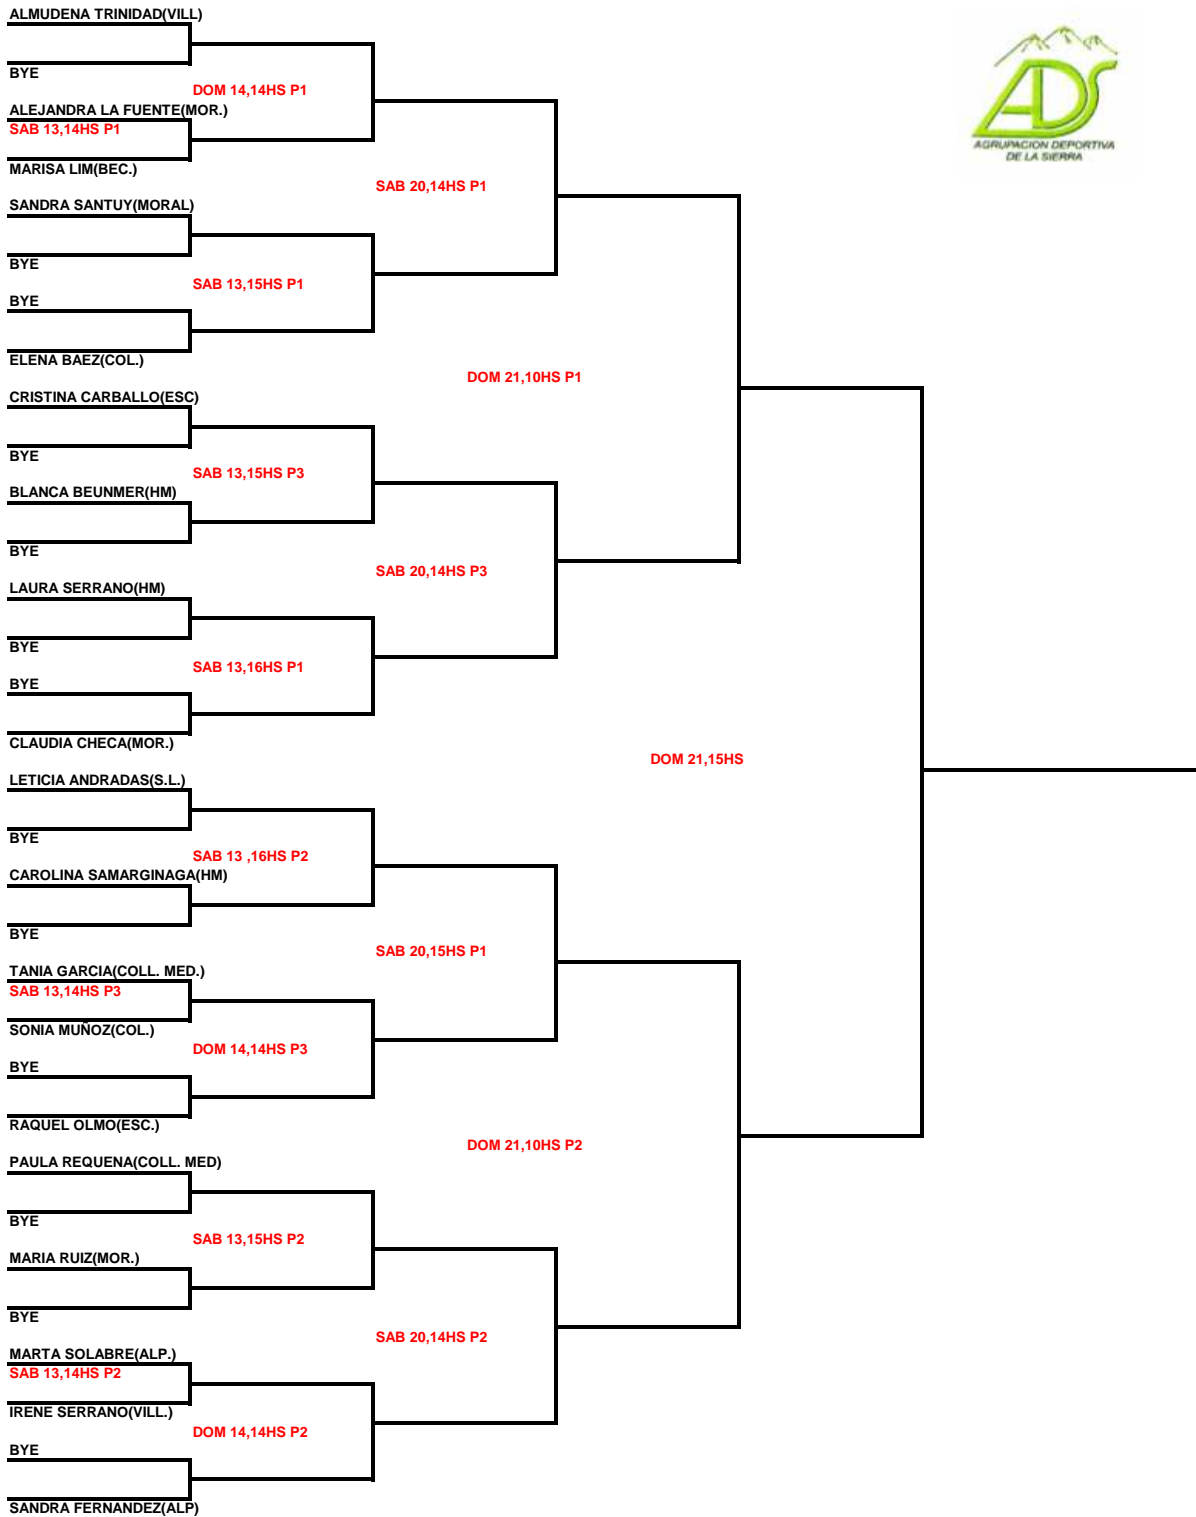 ALMUDENA TRINIDAD(VILL)
BYE
DOM 14,14HS P1
ALEJANDRA LA FUENTE(MOR.)
SAB 13,14HS P1
MARISA LIM(BEC.)
SAB 20,14HS P1
SANDRA SANTUY(MORAL)
BYE
SAB 13,15HS P1
BYE
ELENA BAEZ(COL.)
DOM 21,10HS P1
CRISTINA CARBALLO(ESC)
BYE
SAB 13,15HS P3
BLANCA BEUNMER(HM)
BYE
SAB 20,14HS P3
LAURA SERRANO(HM)
BYE
SAB 13,16HS P1
BYE
CLAUDIA CHECA(MOR.)
DOM 21,15HS
LETICIA ANDRADAS(S.L.)
BYE
SAB 13 ,16HS P2
CAROLINA SAMARGINAGA(HM)
BYE
SAB 20,15HS P1
TANIA GARCIA(COLL. MED.)
SAB 13,14HS P3
SONIA MUÑOZ(COL.)
DOM 14,14HS P3
BYE
RAQUEL OLMO(ESC.)
DOM 21,10HS P2
PAULA REQUENA(COLL. MED)
BYE
SAB 13,15HS P2
MARIA RUIZ(MOR.)
BYE
SAB 20,14HS P2
MARTA SOLABRE(ALP.)
SAB 13,14HS P2
IRENE SERRANO(VILL.)
DOM 14,14HS P2
BYE
SANDRA FERNANDEZ(ALP)
ADS
AGRUPACION DEPORTIVA
DE LA SIERRA